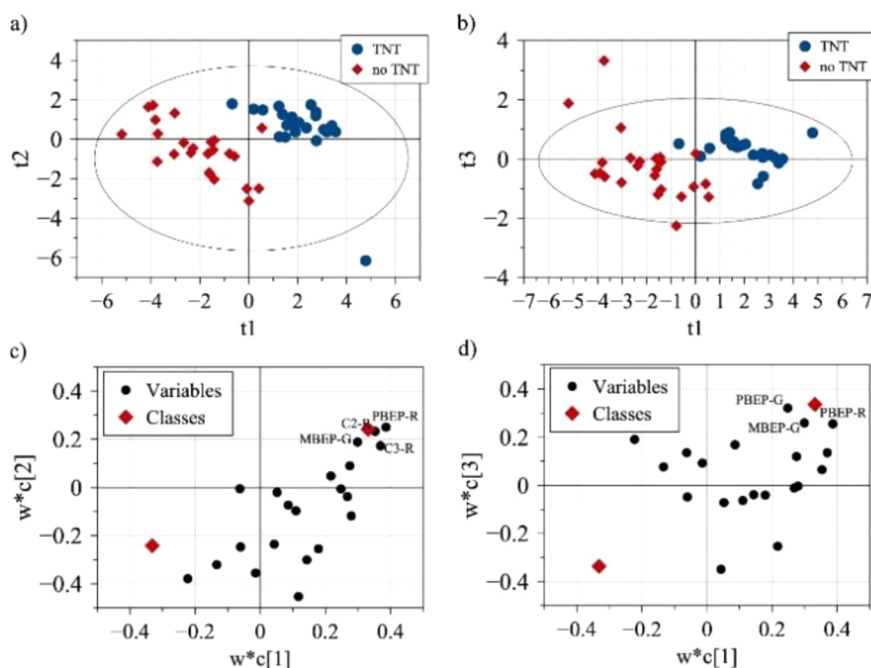 a)
TNT
no TNT
4
2
0
−2
−4
−6
t2
−6
−4
−2
0
2
4
6
t1
b)
TNT
no TNT
4
2
0
−2
−4
t3
−7
−6
−5
−4
−3
−2
−1
0
1
2
3
4
5
6
7
t1
c)
Variables
Classes
C2-R
PBEP-R
MBEP-G
C3-R
0.4
0.2
0
−0.2
−0.4
w*c[2]
−0.4
−0.2
0
0.2
0.4
w*c[1]
d)
Variables
Classes
PBEP-G
PBEP-R
MBEP-G
0.4
0.2
0
−0.2
−0.4
w*c[3]
−0.4
−0.2
0
0.2
0.4
w*c[1]